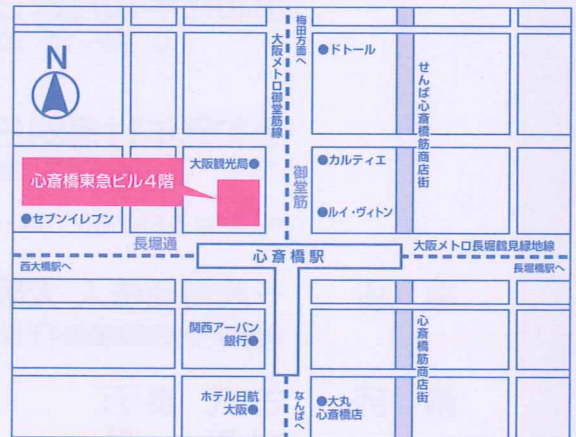 N
梅田方面へ
大阪メトロ御堂筋線
●ドトール
せんば心斎橋筋商店街
大阪観光局●
●カルティエ
心斎橋東急ビル4階
御堂筋
●セブンイレブン
●ルイ・ヴィトン
長堀通
心斎橋駅
大阪メトロ長堀鶴見緑地線
西大橋駅へ
長堀橋駅へ
関西アーバン
銀行●
心斎橋筋商店街
ホテル日航
大阪●
なんばへ
●大丸
心斎橋店